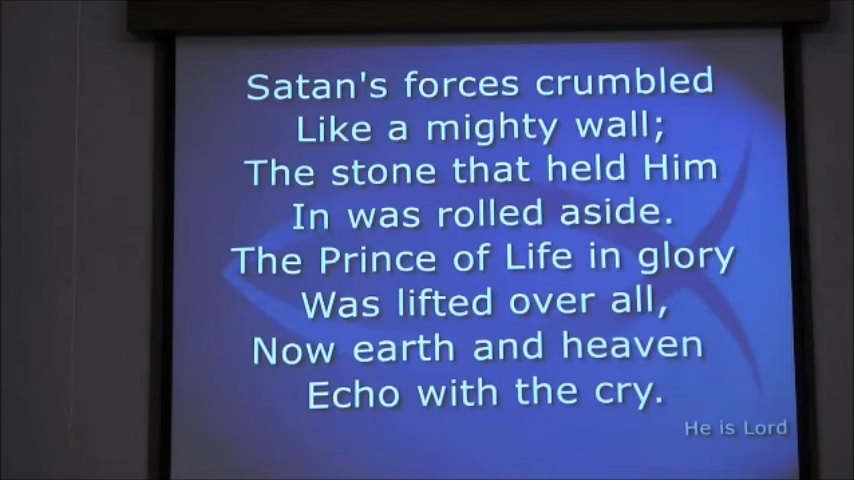 Satan's forces crumbled
Like a mighty wall;
The stone that held Him
In was rolled aside.
The Prince of Life in glory
Was lifted over all,
Now earth and heaven
Echo with the cry.
He is Lord